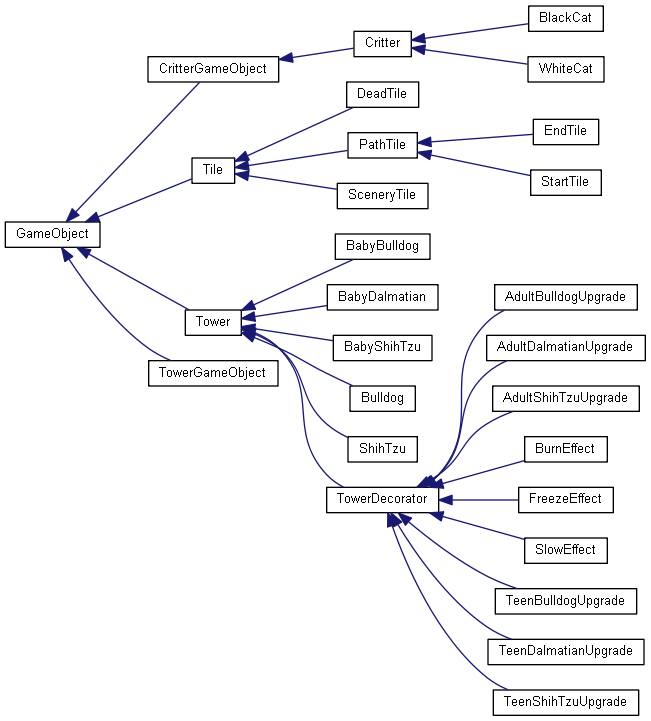 BlackCat
Critter
CritterGameObject
WhiteCat
DeadTile
EndTile
PathTile
Tile
StartTile
SceneryTile
GameObject
BabyBulldog
BabyDalmatian
AdultBulldogUpgrade
Tower
BabyShihTzu
AdultDalmatianUpgrade
TowerGameObject
Bulldog
AdultShihTzuUpgrade
ShihTzu
BurnEffect
TowerDecorator
FreezeEffect
SlowEffect
TeenBulldogUpgrade
TeenDalmatianUpgrade
TeenShihTzuUpgrade